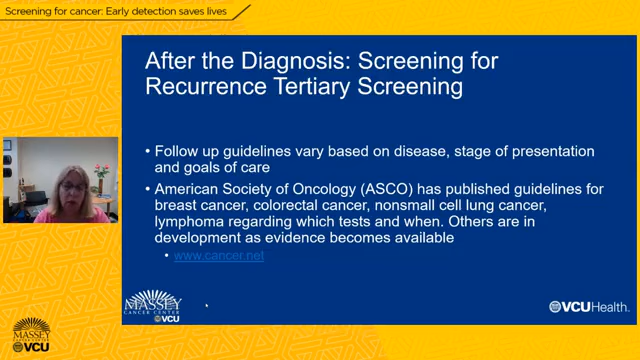 Screening for cancer: Early detection saves lives
After the Diagnosis: Screening for
Recurrence Tertiary Screening
• Follow up guidelines vary based on disease, stage of presentation
and goals of care
• American Society of Oncology (ASCO) has published guidelines for
breast cancer, colorectal cancer, nonsmall cell lung cancer,
lymphoma regarding which tests and when. Others are in
development as evidence becomes available
• www.cancer.net
MASSEY
CANCER CENTER
VCU
VCUHealth.
MASSEY
CANCER CENTER
VCU